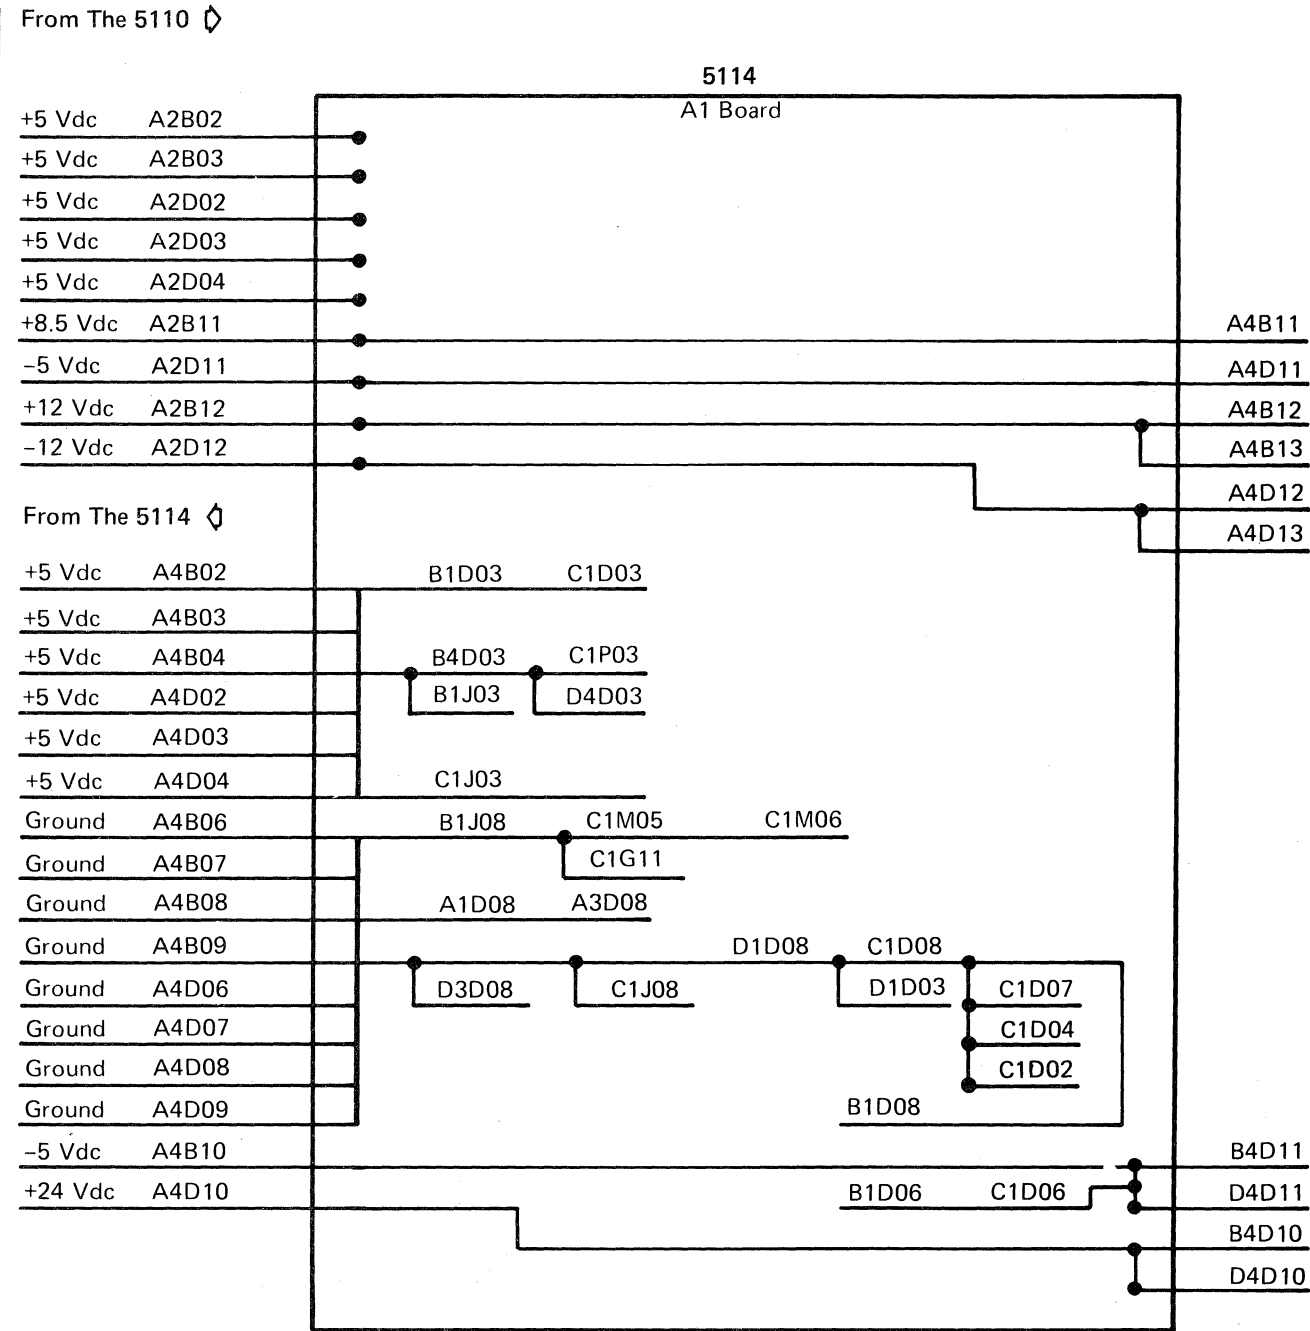 From The 5110
5114
A1 Board
+5 Vdc A2B02
+5 Vdc A2B03
+5 Vdc A2D02
+5 Vdc A2D03
+5 Vdc A2D04
+8.5 Vdc A2B11 A4B11
−5 Vdc A2D11 A4D11
+12 Vdc A2B12 A4B12
−12 Vdc A2D12 A4B13
A4D12
From The 5114
A4D13
+5 Vdc A4B02 B1D03 C1D03
+5 Vdc A4B03
+5 Vdc A4B04 B4D03 C1P03
+5 Vdc A4D02 B1J03 D4D03
+5 Vdc A4D03
+5 Vdc A4D04 C1J03
Ground A4B06 B1J08 C1M05 C1M06
Ground A4B07 C1G11
Ground A4B08 A1D08 A3D08
Ground A4B09 D1D08 C1D08
Ground A4D06 D3D08 C1J08 D1D03 C1D07
Ground A4D07 C1D04
Ground A4D08 C1D02
Ground A4D09 B1D08
−5 Vdc A4B10 B4D11
+24 Vdc A4D10 B1D06 C1D06 D4D11
B4D10
D4D10